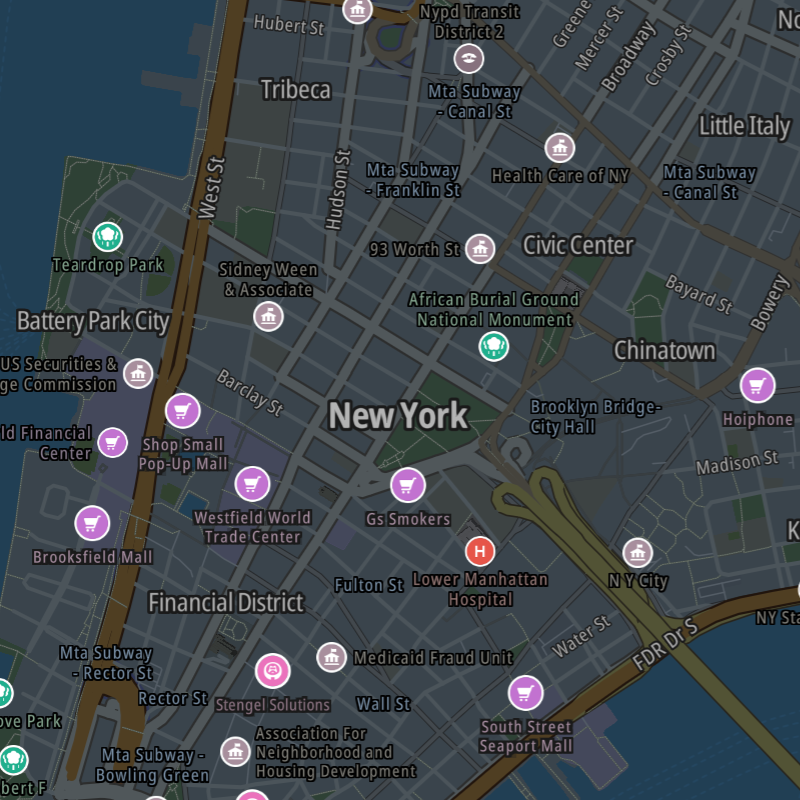 Nypd Transit
District 2
Hubert St
Greene
Mercer St
Broadway
Crosby St
No
Tribeca
Mta Subway
- Canal St
Little Italy
West St
Hudson St
Mta Subway
- Franklin St
Health Care of NY
Mta Subway
- Canal St
Teardrop Park
93 Worth St
Civic Center
Sidney Ween
& Associate
African Burial Ground
National Monument
Bayard St
Bowery
Battery Park City
Chinatown
US Securities &
ge Commission
Barclay St
New York
Brooklyn Bridge-
City Hall
Hoiphone
ld Financial
Center
Shop Small
Pop-Up Mall
Madison St
Westfield World
Trade Center
Gs Smokers
Brooksfield Mall
K
Lower Manhattan
Hospital
N Y City
Fulton St
Financial District
NY Sta
Water St
FDR Dr S
Mta Subway
- Rector St
Medicaid Fraud Unit
Rector St
Stengel Solutions
Wall St
ove Park
South Street
Seaport Mall
Association For
Neighborhood and
Housing Development
Mta Subway -
Bowling Green
bert F